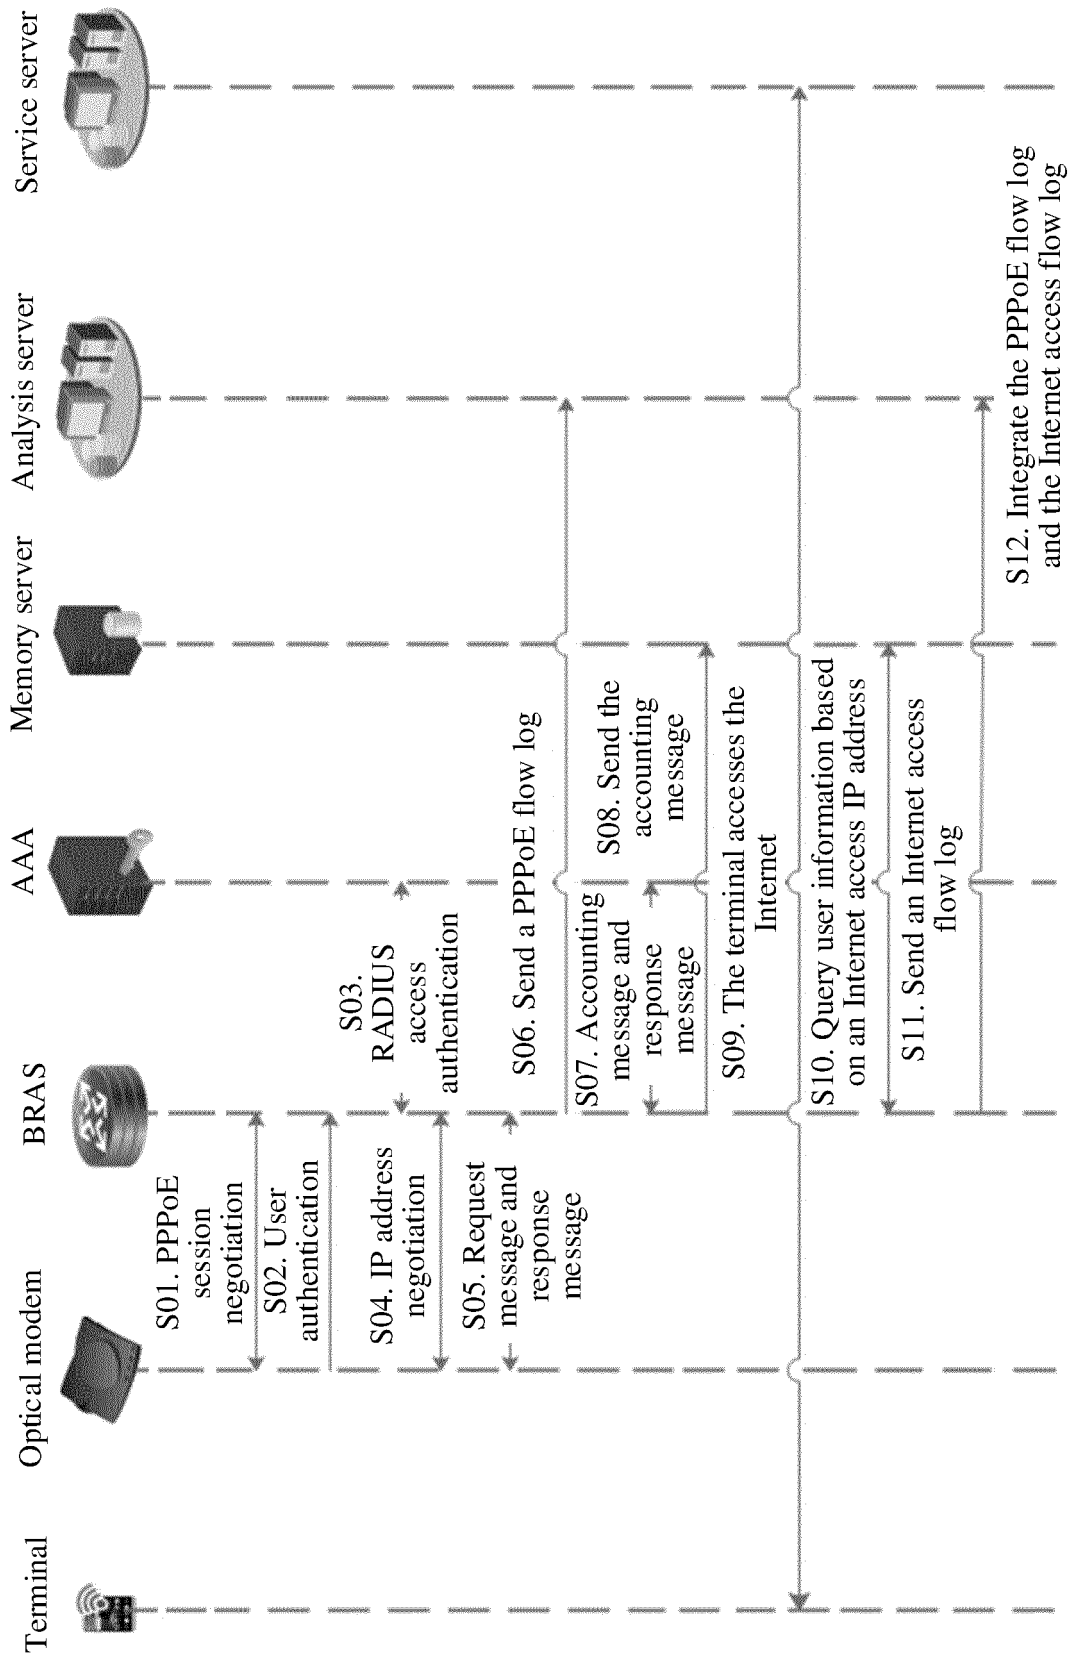 Terminal
Optical modem
BRAS
AAA
Memory server
Analysis server
Service server
S01. PPPoE
session
negotiation
S02. User
authentication
S03.
RADIUS
access
authentication
S04. IP address
negotiation
S05. Request
message and
response
message
S06. Send a PPPoE flow log
S07. Accounting
message and
response
message
S08. Send the
accounting
message
S09. The terminal accesses the
Internet
S10. Query user information based
on an Internet access IP address
S11. Send an Internet access
flow log
S12. Integrate the PPPoE flow log
and the Internet access flow log